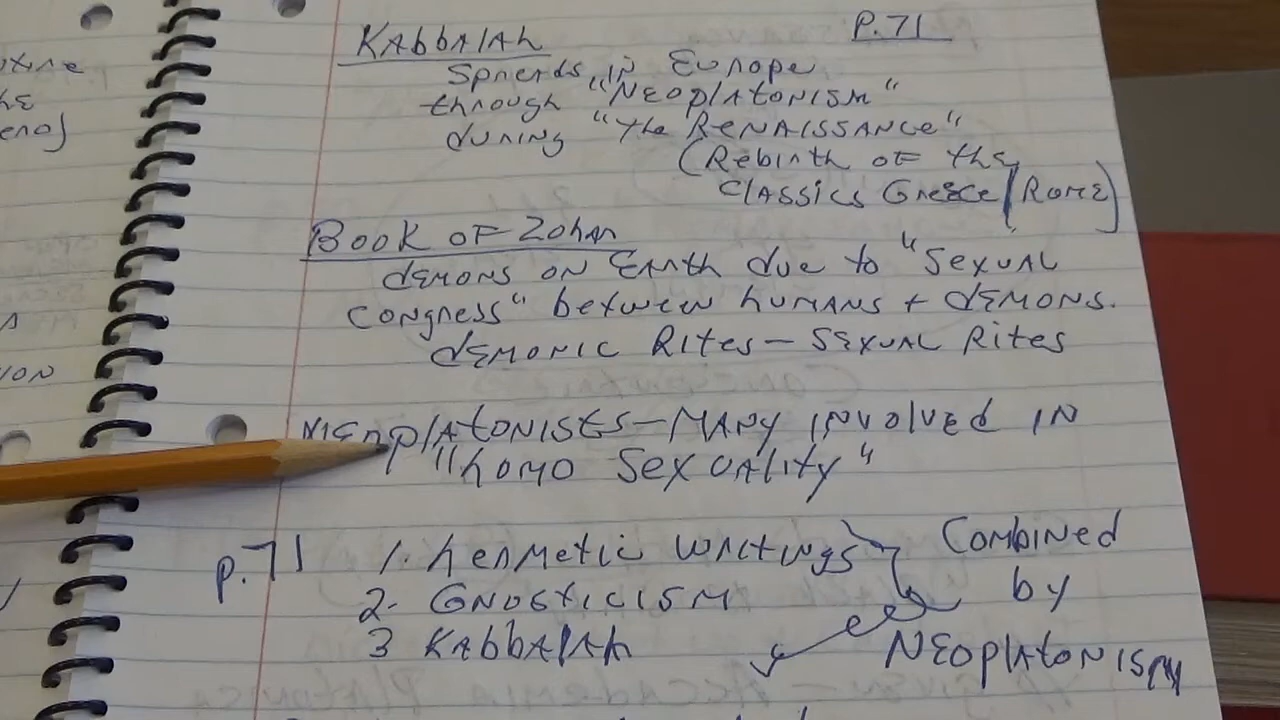 Kabbalah P.71
Spreads in Europe
through "Neoplatonism"
during "the Renaissance"
(Rebirth of the
Classics Greece/Rome)
Book of Zohar
demons on Earth due to "Sexual
Congress" between humans + demons.
demonic Rites - Sexual Rites
Neoplatonists - Many involved in
"homo sexuality"
p.71 1. hermetic writings Combined
2. Gnosticism by
3 Kabbalah Neoplatonism